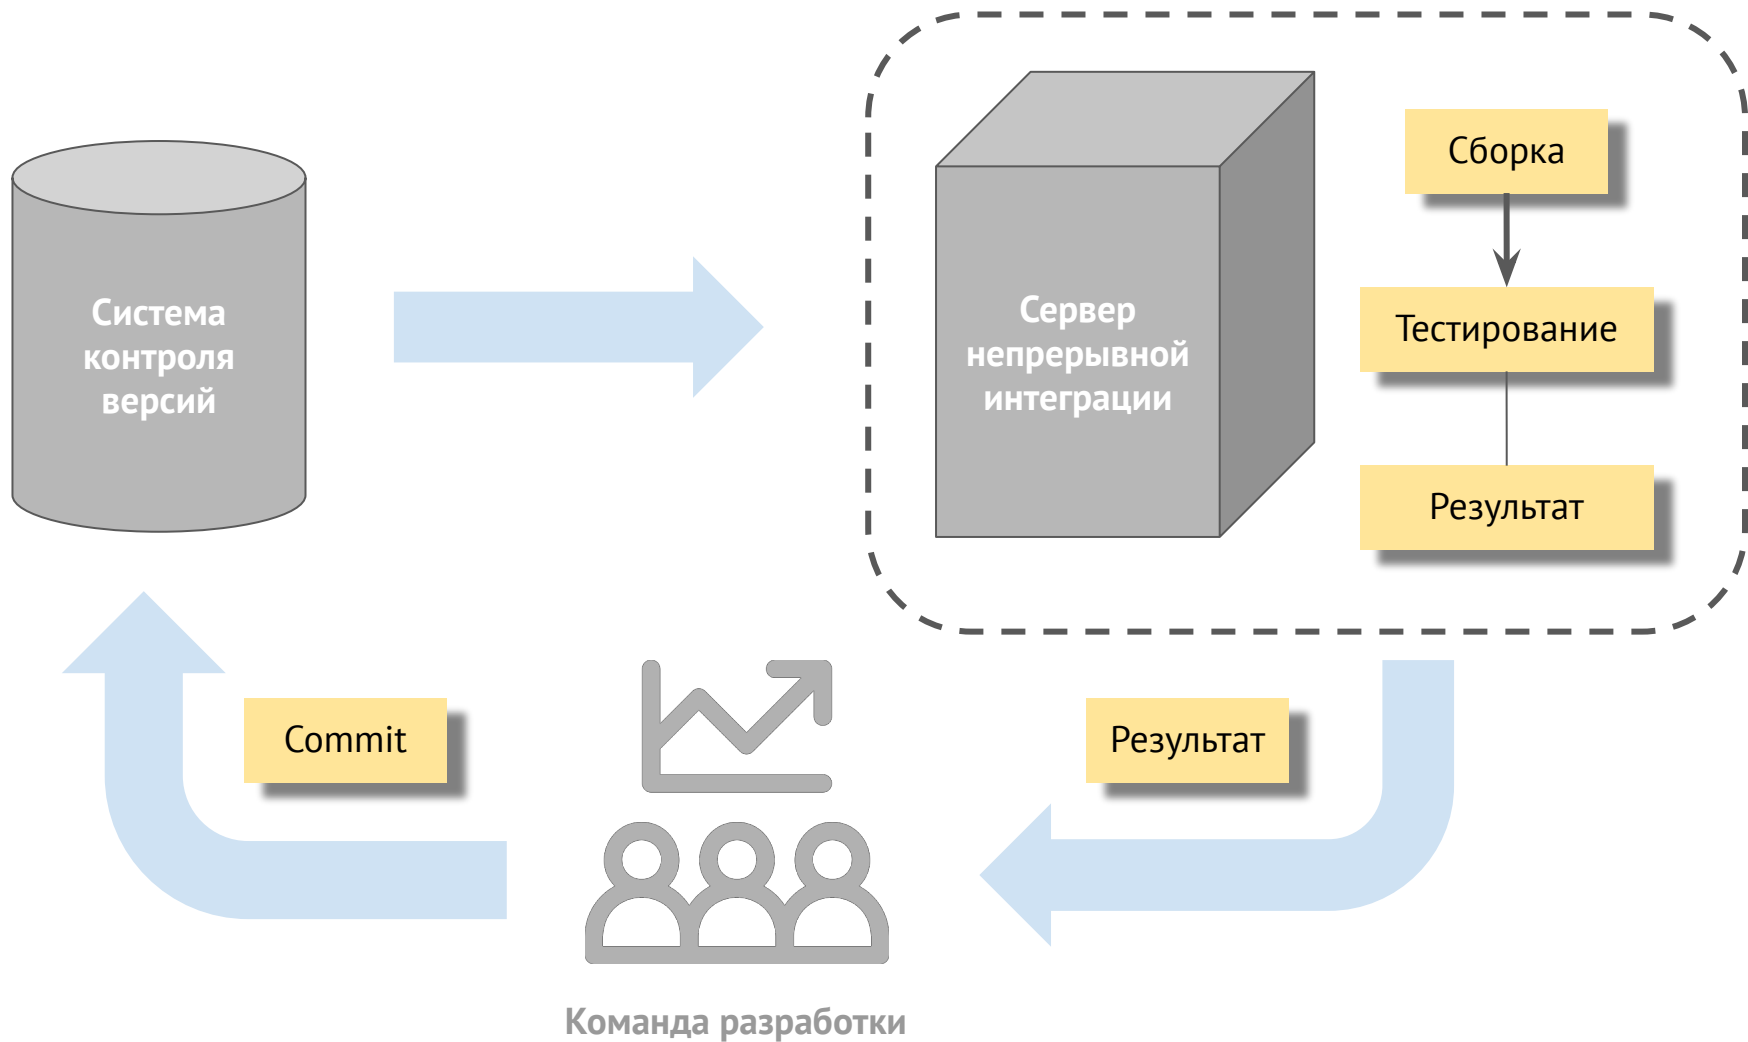 Система
контроля
версий
Сервер
непрерывной
интеграции
Сборка
Тестирование
Результат
Commit
Результат
Команда разработки